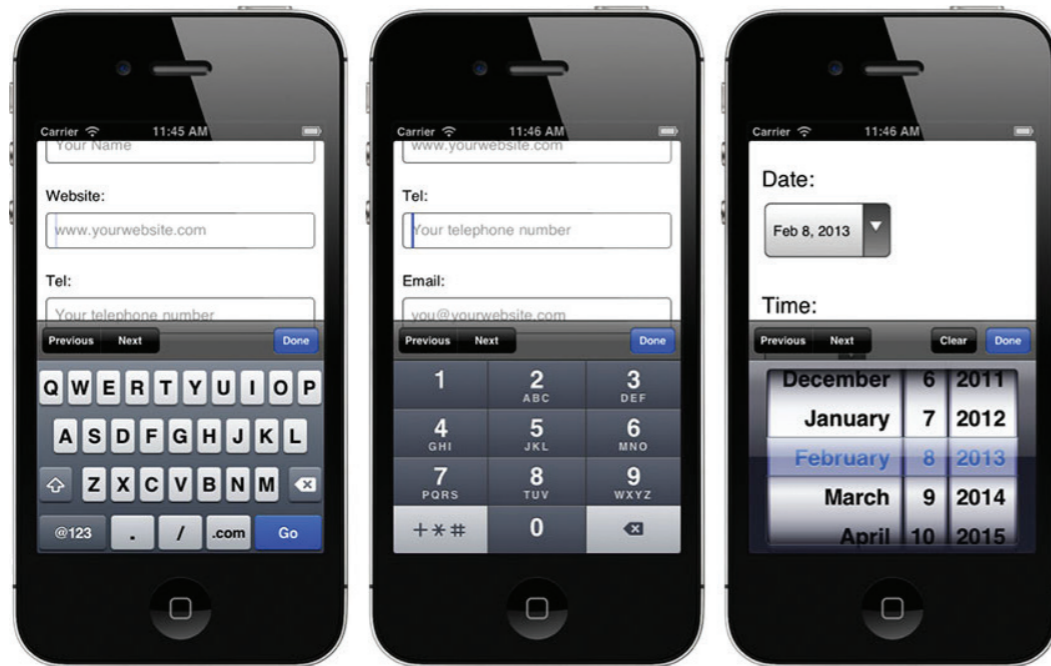 Carrier 11:45 AM
Your Name
Website:
www.yourwebsite.com
Tel:
Your telephone number
Previous Next Done
Q W E R T Y U I O P
A S D F G H J K L
Z X C V B N M
@123 . / .com Go
Carrier 11:46 AM
www.yourwebsite.com
Tel:
Your telephone number
Email:
you@yourwebsite.com
Previous Next Done
1 2 3
ABC DEF
4 5 6
GHI JKL MNO
7 8 9
PQRS TUV WXYZ
+*# 0
Carrier 11:46 AM
Date:
Feb 8, 2013
Time:
Previous Next Clear Done
December 6 2011
January 7 2012
February 8 2013
March 9 2014
April 10 2015